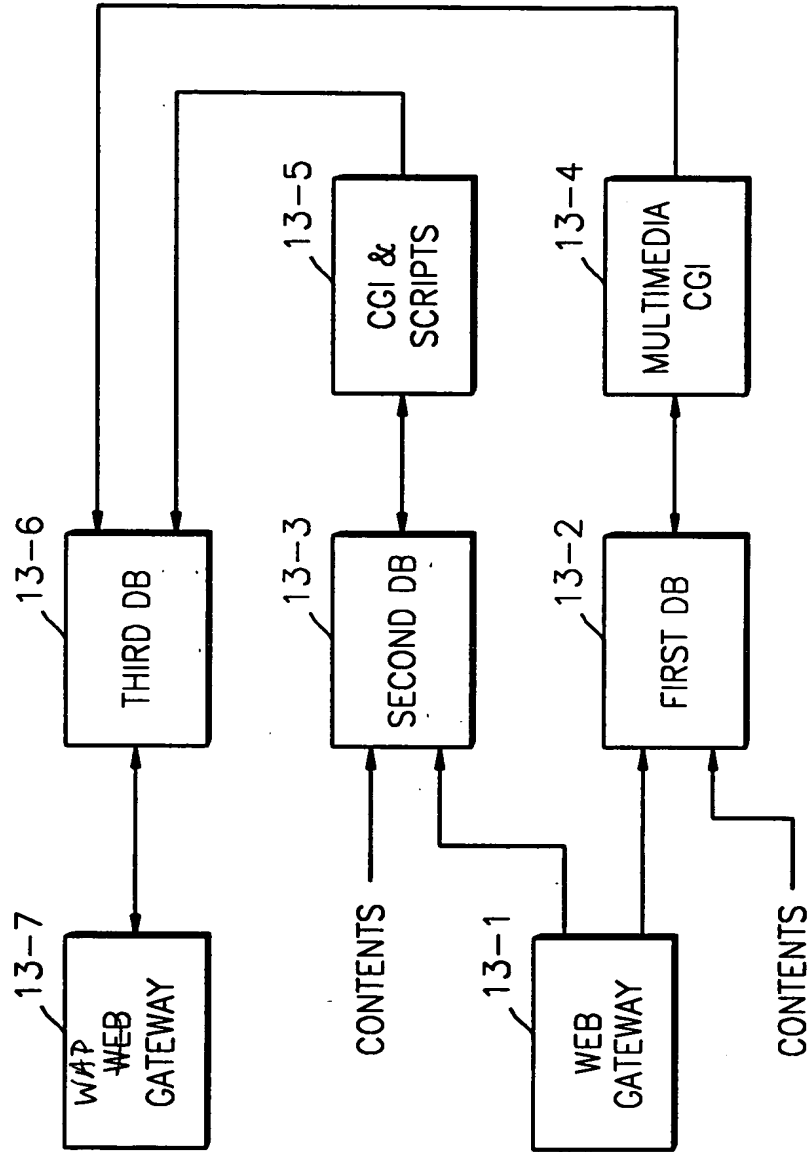 13-7
WAP
WEB
GATEWAY
13-6
THIRD DB
CONTENTS
13-3
SECOND DB
13-5
CGI &
SCRIPTS
13-1
WEB
GATEWAY
13-2
FIRST DB
13-4
MULTIMEDIA
CGI
CONTENTS